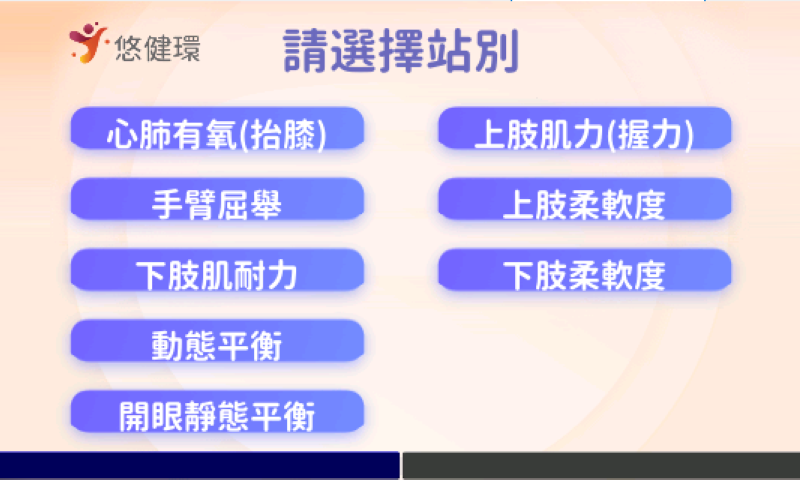 悠健環
請選擇站別
心肺有氧(抬膝)
上肢肌力(握力)
手臂屈舉
上肢柔軟度
下肢肌耐力
下肢柔軟度
動態平衡
開眼靜態平衡